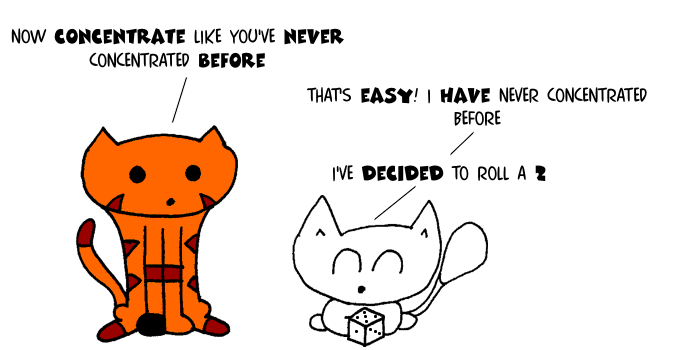 NOW CONCENTRATE LIKE YOU'VE NEVER
CONCENTRATED BEFORE
THAT'S EASY! I HAVE NEVER CONCENTRATED
BEFORE
I'VE DECIDED TO ROLL A 2